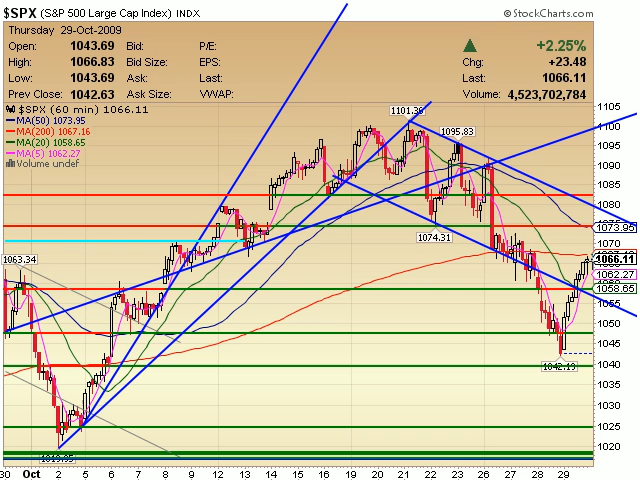 $SPX (S&P 500 Large Cap Index) INDX
© StockCharts.com
Thursday 29-Oct-2009
+2.25%
Open: 1043.69 Bid: P/E:
High: 1066.83 Bid Size: EPS: Chg: +23.48
Low: 1043.69 Ask: Last: Last: 1066.11
Prev Close: 1042.63 Ask Size: VWAP: Volume: 4,523,702,784
$SPX (60 min) 1066.11
MA(50) 1073.95
MA(200) 1067.16
MA(20) 1058.65
MA(5) 1062.27
Volume undef
1105
1100
1095
1090
1085
1080
1070
1055
1050
1045
1040
1035
1030
1025
1020
1073.95
1066.11
1062.27
1058.65
1101.36
1095.83
1074.31
1063.34
1042.19
1019.95
30 Oct 2 5 6 7 8 9 12 13 14 15 16 19 20 21 22 23 26 27 28 29